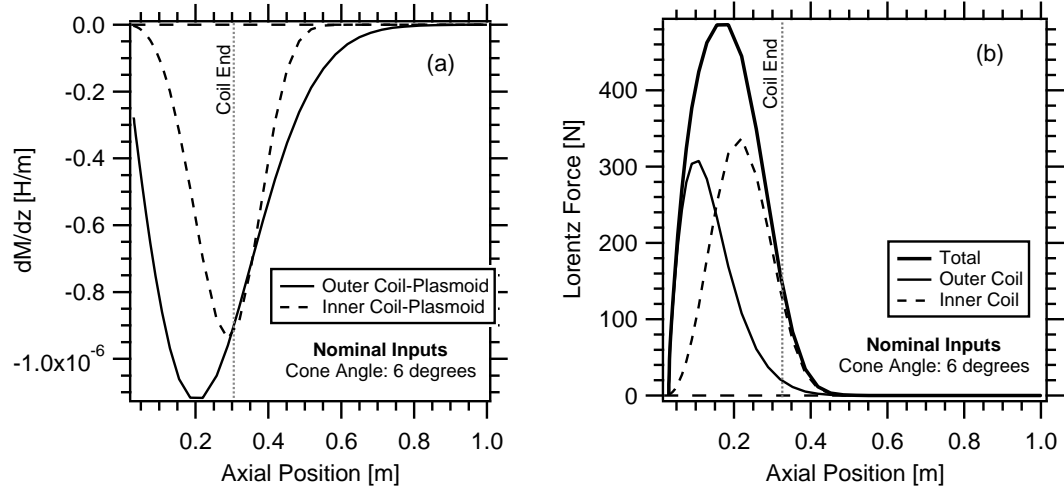 (a)
Coil End
dM/dz [H/m]
0.0
-0.2
-0.4
-0.6
-0.8
-1.0x10-6
Outer Coil-Plasmoid
Inner Coil-Plasmoid
Nominal Inputs
Cone Angle: 6 degrees
0.2
0.4
0.6
0.8
1.0
Axial Position [m]
(b)
Coil End
Lorentz Force [N]
400
300
200
100
0
Total
Outer Coil
Inner Coil
Nominal Inputs
Cone Angle: 6 degrees
0.2
0.4
0.6
0.8
1.0
Axial Position [m]